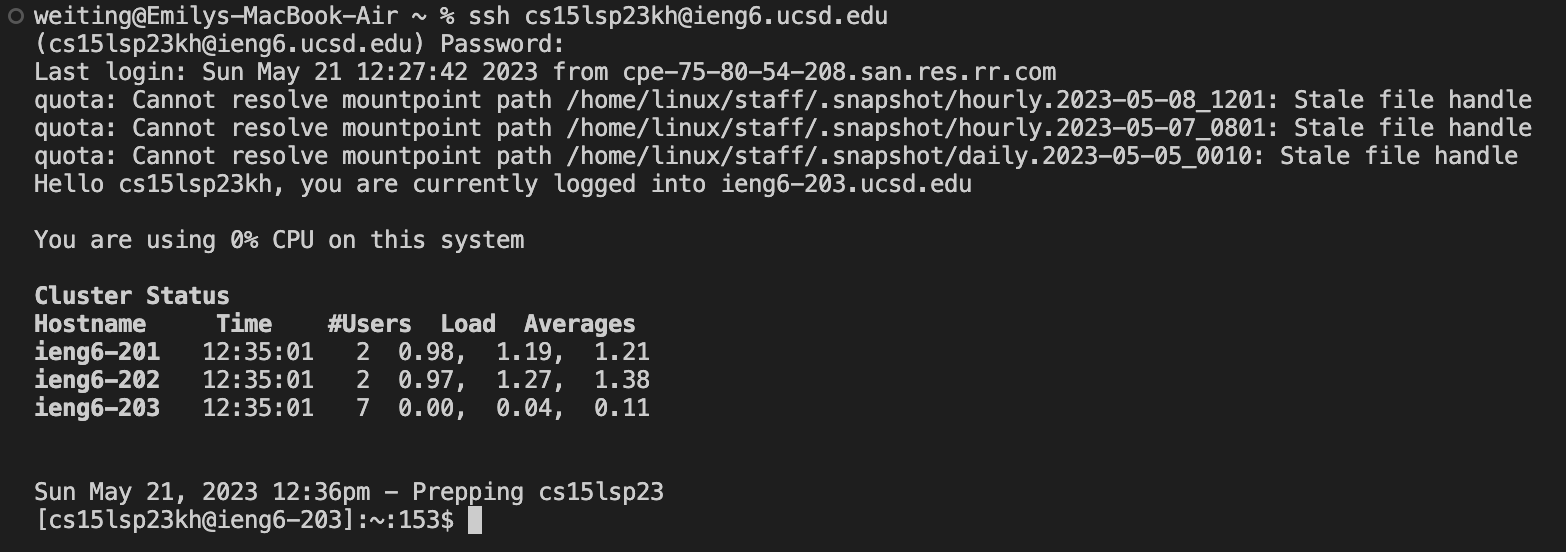 weiting@Emilys-MacBook-Air ~ % ssh cs15lsp23kh@ieng6.ucsd.edu
(cs15lsp23kh@ieng6.ucsd.edu) Password:
Last login: Sun May 21 12:27:42 2023 from cpe-75-80-54-208.san.res.rr.com
quota: Cannot resolve mountpoint path /home/linux/staff/.snapshot/hourly.2023-05-08_1201: Stale file handle
quota: Cannot resolve mountpoint path /home/linux/staff/.snapshot/hourly.2023-05-07_0801: Stale file handle
quota: Cannot resolve mountpoint path /home/linux/staff/.snapshot/daily.2023-05-05_0010: Stale file handle
Hello cs15lsp23kh, you are currently logged into ieng6-203.ucsd.edu
You are using 0% CPU on this system
Cluster Status
Hostname     Time    #Users  Load  Averages
ieng6-201   12:35:01   2  0.98,  1.19,  1.21
ieng6-202   12:35:01   2  0.97,  1.27,  1.38
ieng6-203   12:35:01   7  0.00,  0.04,  0.11
Sun May 21, 2023 12:36pm - Prepping cs15lsp23
[cs15lsp23kh@ieng6-203]:~:153$